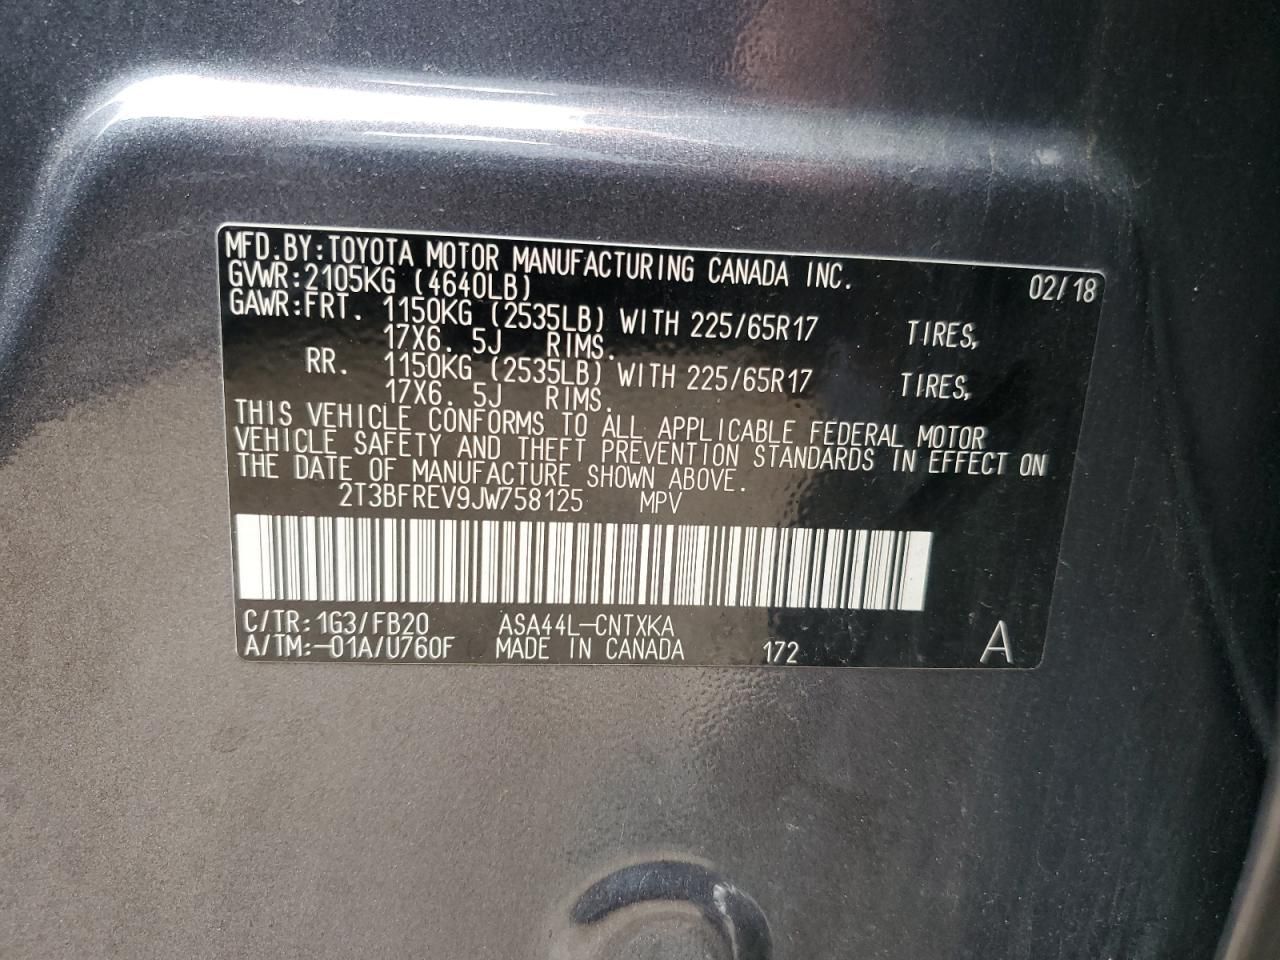 MFD.BY:TOYOTA MOTOR MANUFACTURING CANADA INC. 02/18
GVWR:2105KG (4640LB)
GAWR:FRT. 1150KG (2535LB) WITH 225/65R17 TIRES,
17X6. 5J RIMS.
RR. 1150KG (2535LB) WITH 225/65R17 TIRES,
17X6. 5J RIMS.
THIS VEHICLE CONFORMS TO ALL APPLICABLE FEDERAL MOTOR
VEHICLE SAFETY AND THEFT PREVENTION STANDARDS IN EFFECT ON
THE DATE OF MANUFACTURE SHOWN ABOVE.
2T3BFREV9JW758125 MPV
C/TR:1G3/FB20 ASA44L-CNTXKA
A/TM:-01A/U760F MADE IN CANADA 172 A